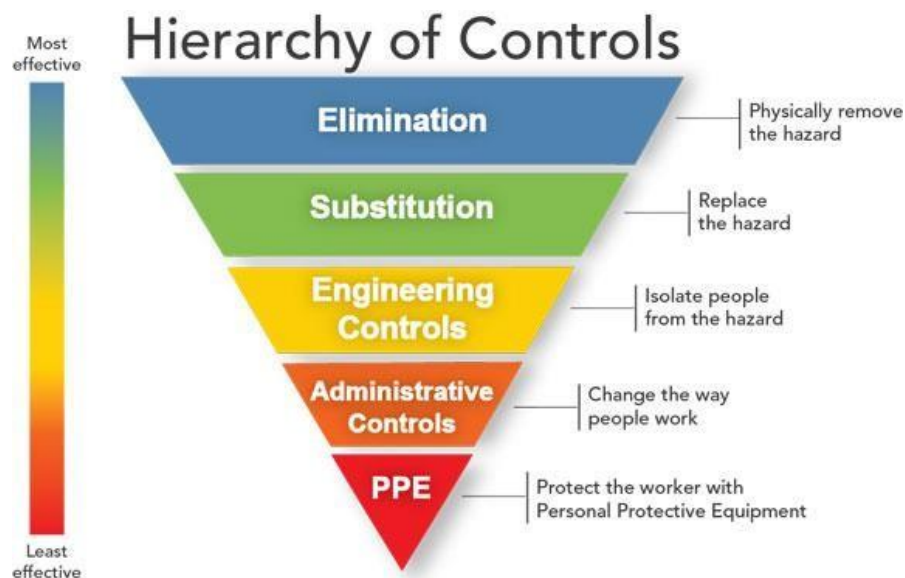 Hierarchy of Controls
Most
effective
Elimination
Physically remove
the hazard
Substitution
Replace
the hazard
Engineering
Controls
Isolate people
from the hazard
Administrative
Controls
Change the way
people work
PPE
Protect the worker with
Personal Protective Equipment
Least
effective